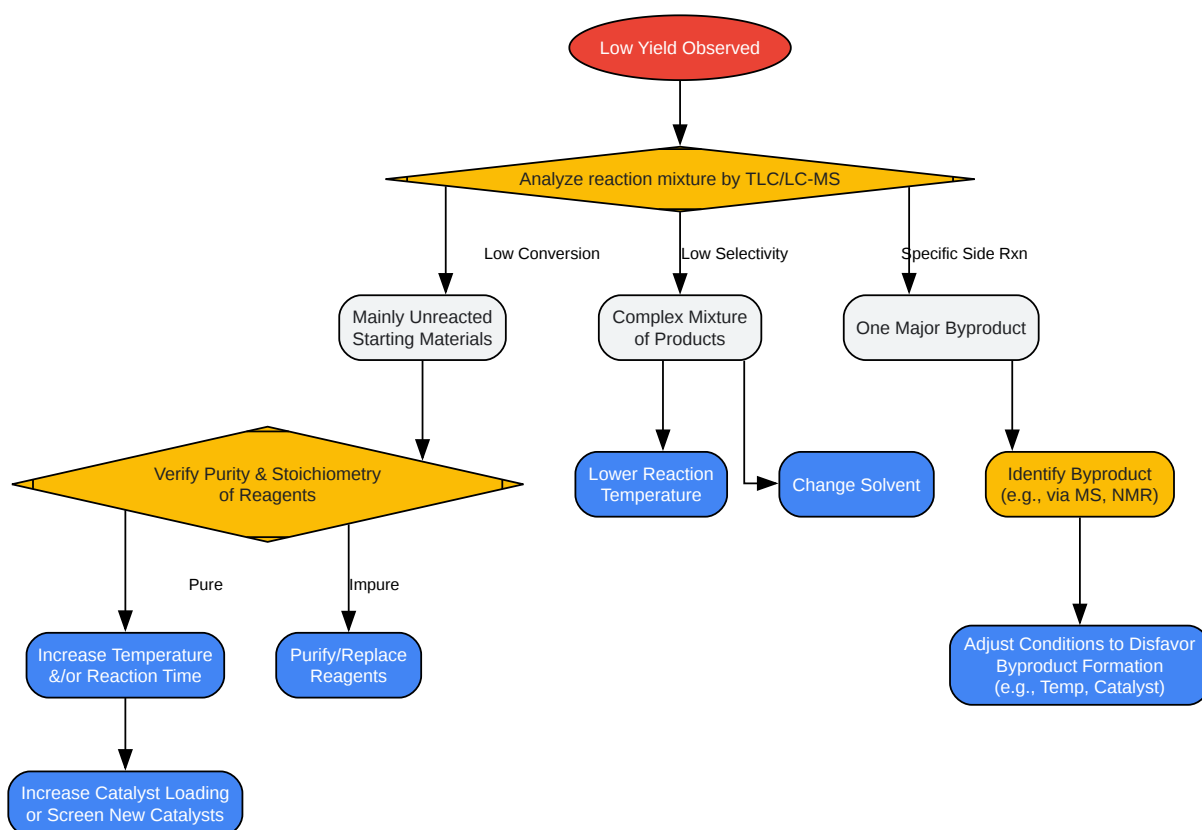 Low Yield Observed
Analyze reaction mixture by TLC/LC-MS
Low Conversion
Low Selectivity
Specific Side Rxn
Mainly Unreacted
Starting Materials
Complex Mixture
of Products
One Major Byproduct
Verify Purity & Stoichiometry
of Reagents
Lower Reaction
Temperature
Change Solvent
Identify Byproduct
(e.g., via MS, NMR)
Pure
Impure
Increase Temperature
&/or Reaction Time
Purify/Replace
Reagents
Adjust Conditions to Disfavor
Byproduct Formation
(e.g., Temp, Catalyst)
Increase Catalyst Loading
or Screen New Catalysts